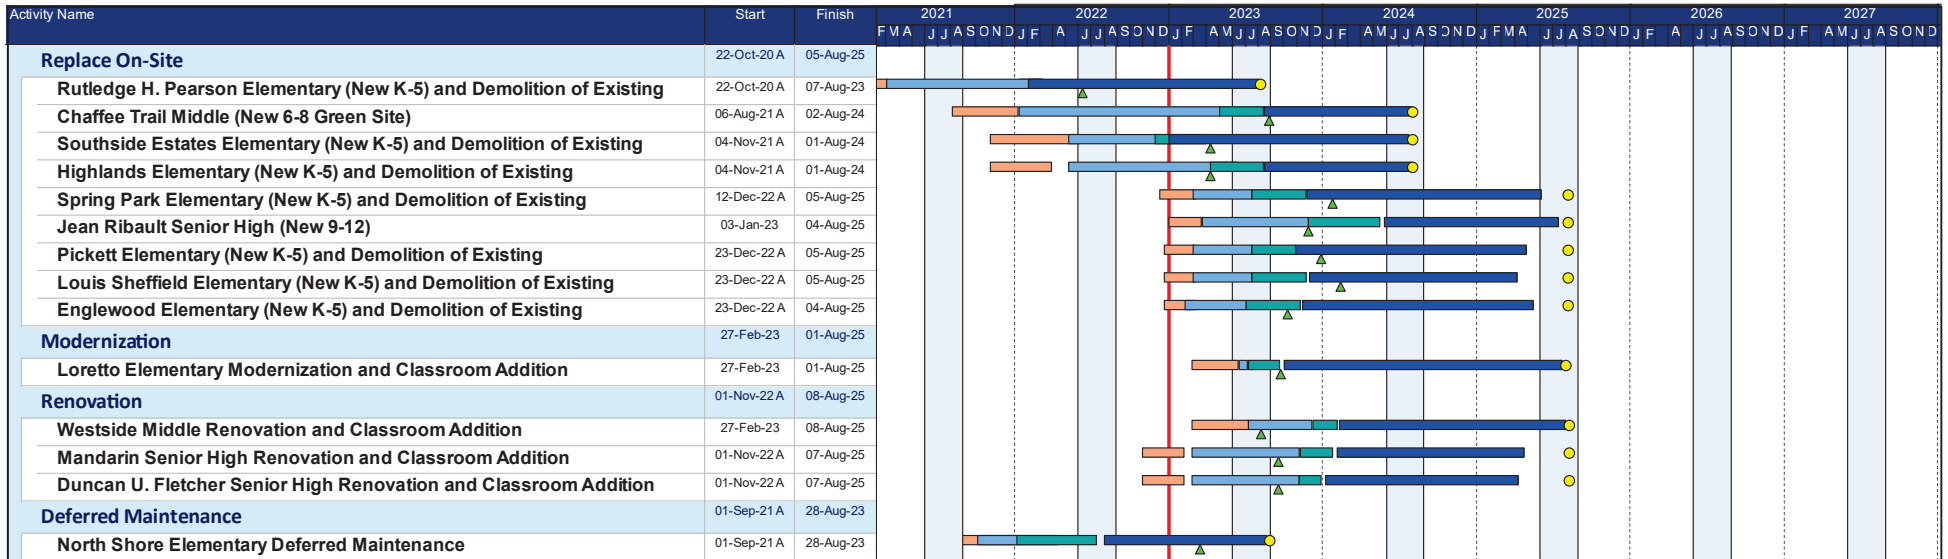 Activity Name Start Finish 2021 2022 2023 2024 2025 2026 2027
F M A J J A S O N D J F A J J A S O N D J F A M J J A S O N D J F A M J J A S O N D J F M A J J A S O N D J F A J J A S O N D J F A M J J A S O N D
Replace On-Site 22-Oct-20 A 05-Aug-25
Rutledge H. Pearson Elementary (New K-5) and Demolition of Existing 22-Oct-20 A 07-Aug-23
Chaffee Trail Middle (New 6-8 Green Site) 06-Aug-21 A 02-Aug-24
Southside Estates Elementary (New K-5) and Demolition of Existing 04-Nov-21 A 01-Aug-24
Highlands Elementary (New K-5) and Demolition of Existing 04-Nov-21 A 01-Aug-24
Spring Park Elementary (New K-5) and Demolition of Existing 12-Dec-22 A 05-Aug-25
Jean Ribault Senior High (New 9-12) 03-Jan-23 04-Aug-25
Pickett Elementary (New K-5) and Demolition of Existing 23-Dec-22 A 05-Aug-25
Louis Sheffield Elementary (New K-5) and Demolition of Existing 23-Dec-22 A 05-Aug-25
Englewood Elementary (New K-5) and Demolition of Existing 23-Dec-22 A 04-Aug-25
Modernization 27-Feb-23 01-Aug-25
Loretto Elementary Modernization and Classroom Addition 27-Feb-23 01-Aug-25
Renovation 01-Nov-22 A 08-Aug-25
Westside Middle Renovation and Classroom Addition 27-Feb-23 08-Aug-25
Mandarin Senior High Renovation and Classroom Addition 01-Nov-22 A 07-Aug-25
Duncan U. Fletcher Senior High Renovation and Classroom Addition 01-Nov-22 A 07-Aug-25
Deferred Maintenance 01-Sep-21 A 28-Aug-23
North Shore Elementary Deferred Maintenance 01-Sep-21 A 28-Aug-23